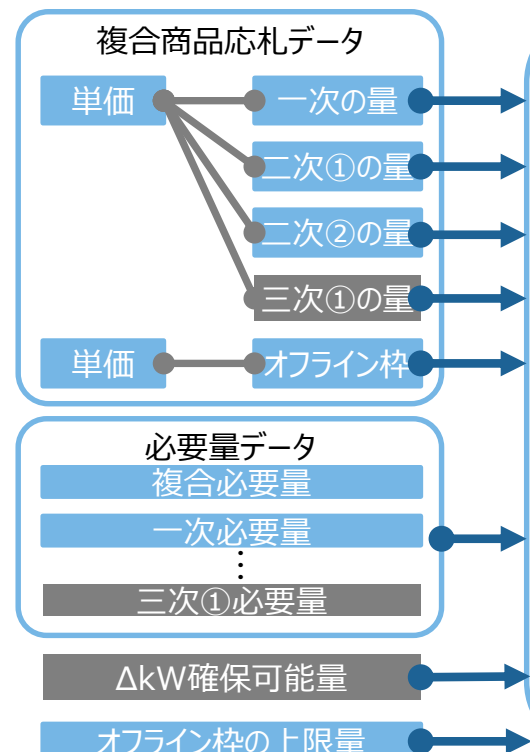 複合商品応札データ
単価
一次の量
二次①の量
二次②の量
三次①の量
単価
オフライン枠
必要量データ
複合必要量
一次必要量
⋮
三次①必要量
ΔkW確保可能量
オフライン枠の上限量